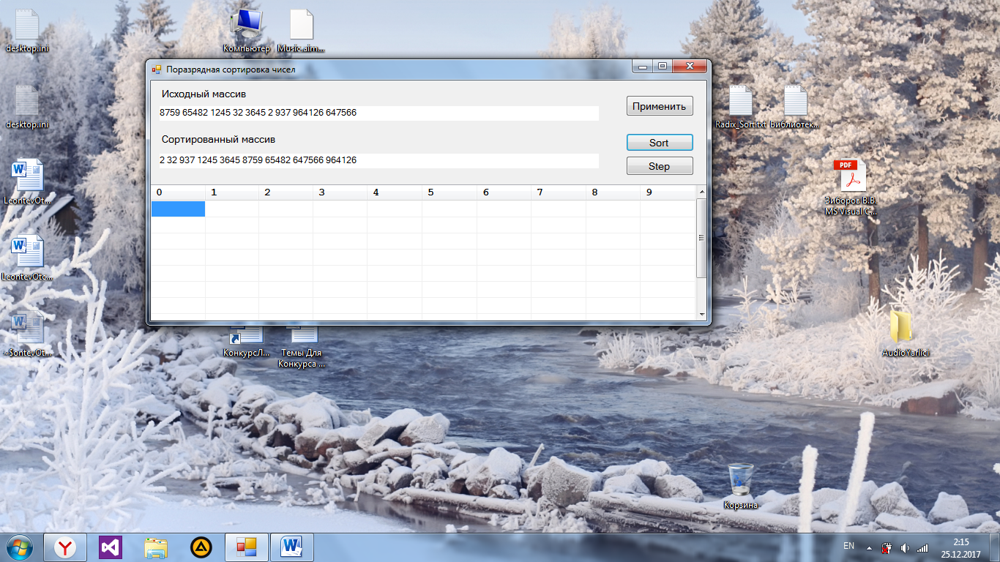 desktop.ini
Компьютер
Music.aim...
Поразрядная сортировка чисел
Исходный массив
8759 65482 1245 32 3645 2 937 964126 647566
Применить
Сортированный массив
2 32 937 1245 3645 8759 65482 647566 964126
Sort
Step
0 1 2 3 4 5 6 7 8 9
desktop.ini
Radix_Sort.txt
Библиотек...
LeontevOt...
PDF
Зиборов В.В.
MS Visual C...
LeontevOtc...
~$ontevOt...
КонкурсЛ...
Темы Для
Конкурса ...
AudioYarlici
Корзина
EN
2:15
25.12.2017